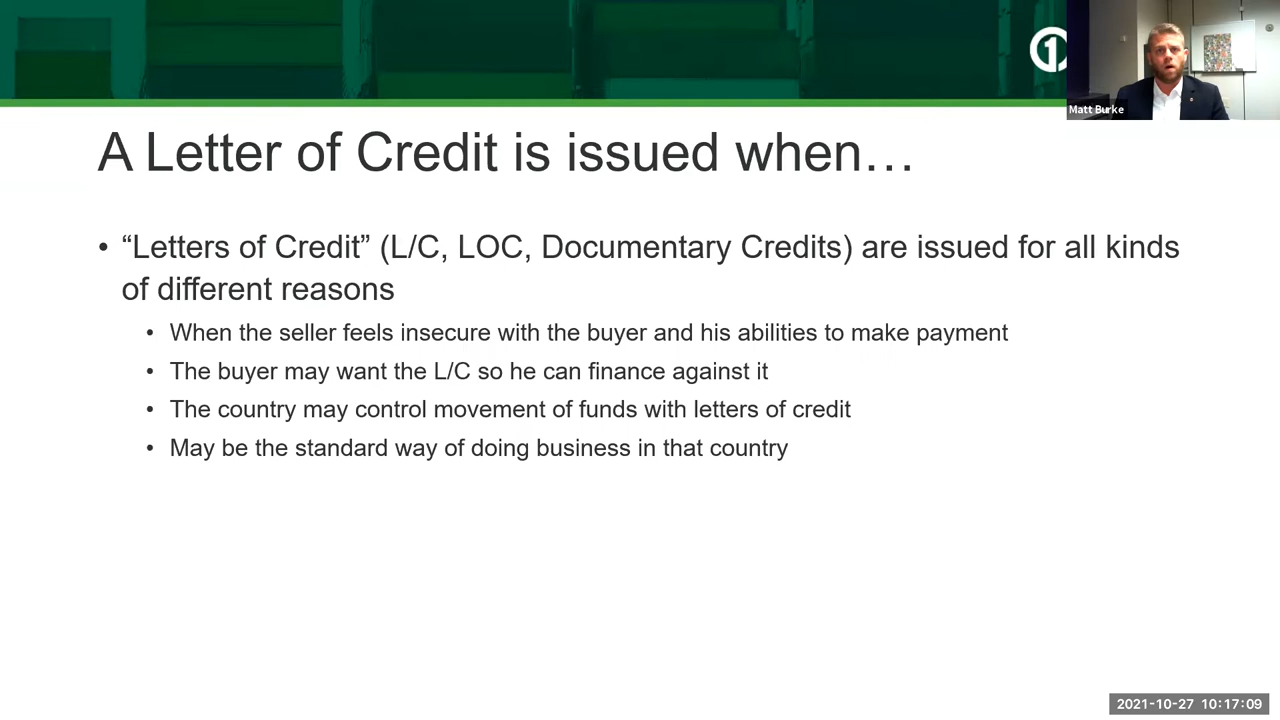 1
Matt Burke
A Letter of Credit is issued when…
• “Letters of Credit” (L/C, LOC, Documentary Credits) are issued for all kinds
of different reasons
• When the seller feels insecure with the buyer and his abilities to make payment
• The buyer may want the L/C so he can finance against it
• The country may control movement of funds with letters of credit
• May be the standard way of doing business in that country
2021-10-27 10:17:09